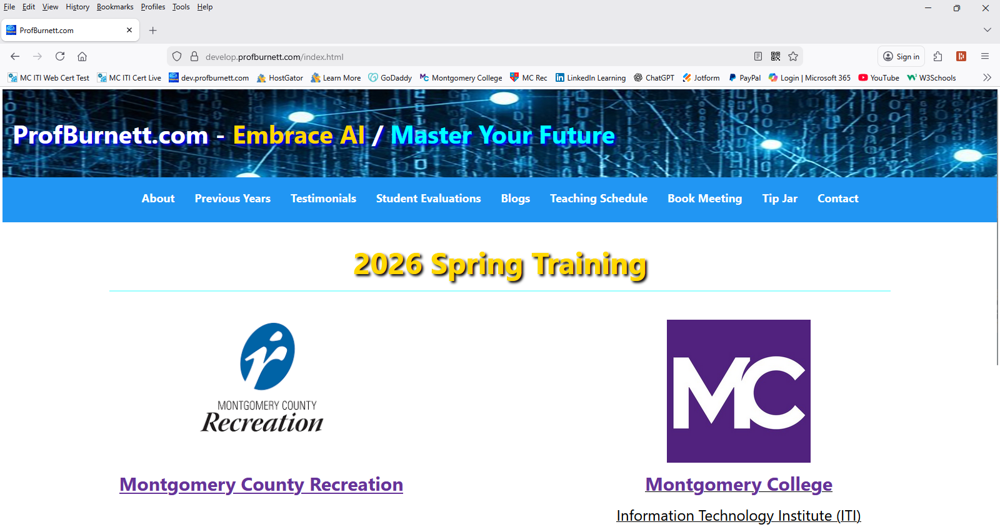 File Edit View History Bookmarks Profiles Tools Help
ProfBurnett.com
Sign in
develop.profburnett.com/index.html
MC ITI Web Cert Test MC ITI Cert Live dev.profburnett.com HostGator Learn More GoDaddy Montgomery College MC Rec LinkedIn Learning ChatGPT Jotform PayPal Login | Microsoft 365 YouTube W3Schools
ProfBurnett.com - Embrace AI / Master Your Future
About Previous Years Testimonials Student Evaluations Blogs Teaching Schedule Book Meeting Tip Jar Contact
2026 Spring Training
MONTGOMERY COUNTY
Recreation
MC
Montgomery County Recreation
Montgomery College
Information Technology Institute (ITI)